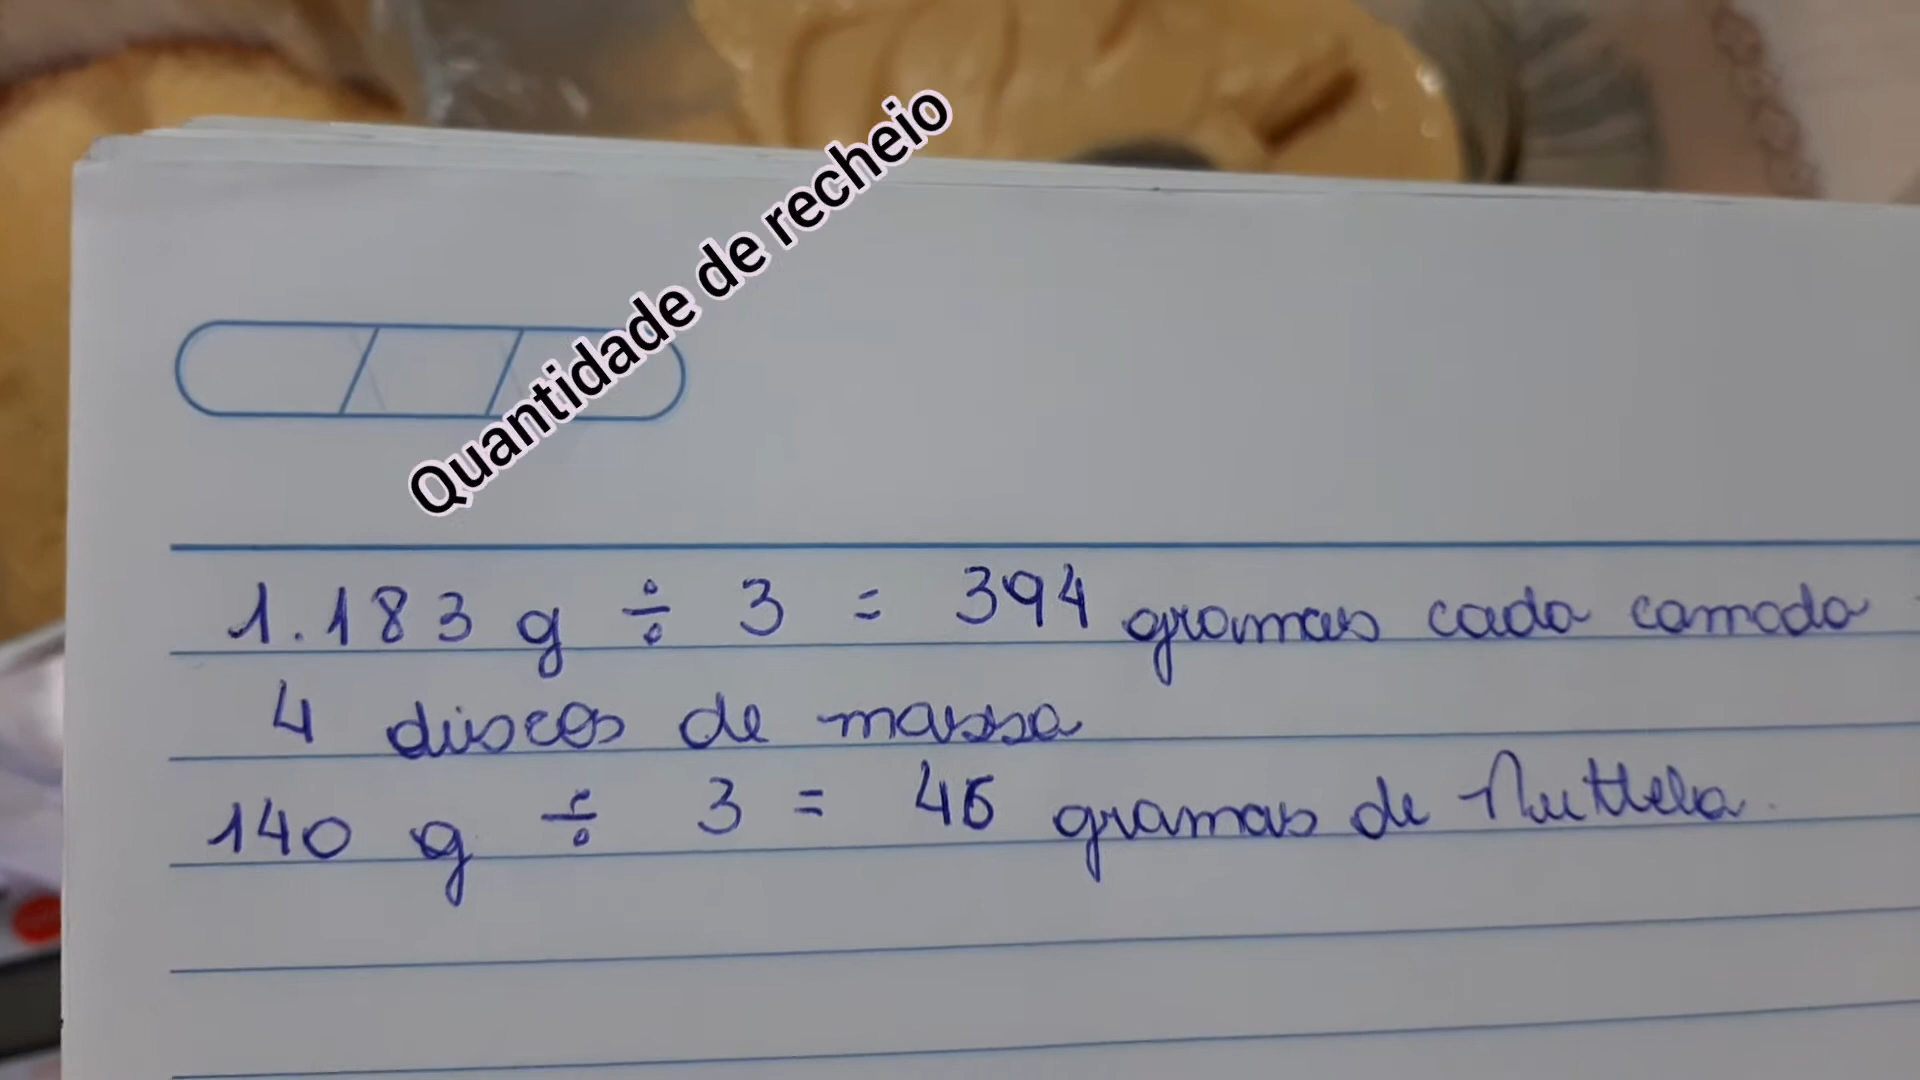 Quantidade de recheio
1.183 g ÷ 3 = 394 gramas cada camada
4 discos de massa
140 g ÷ 3 = 46 gramas de Nuttela.